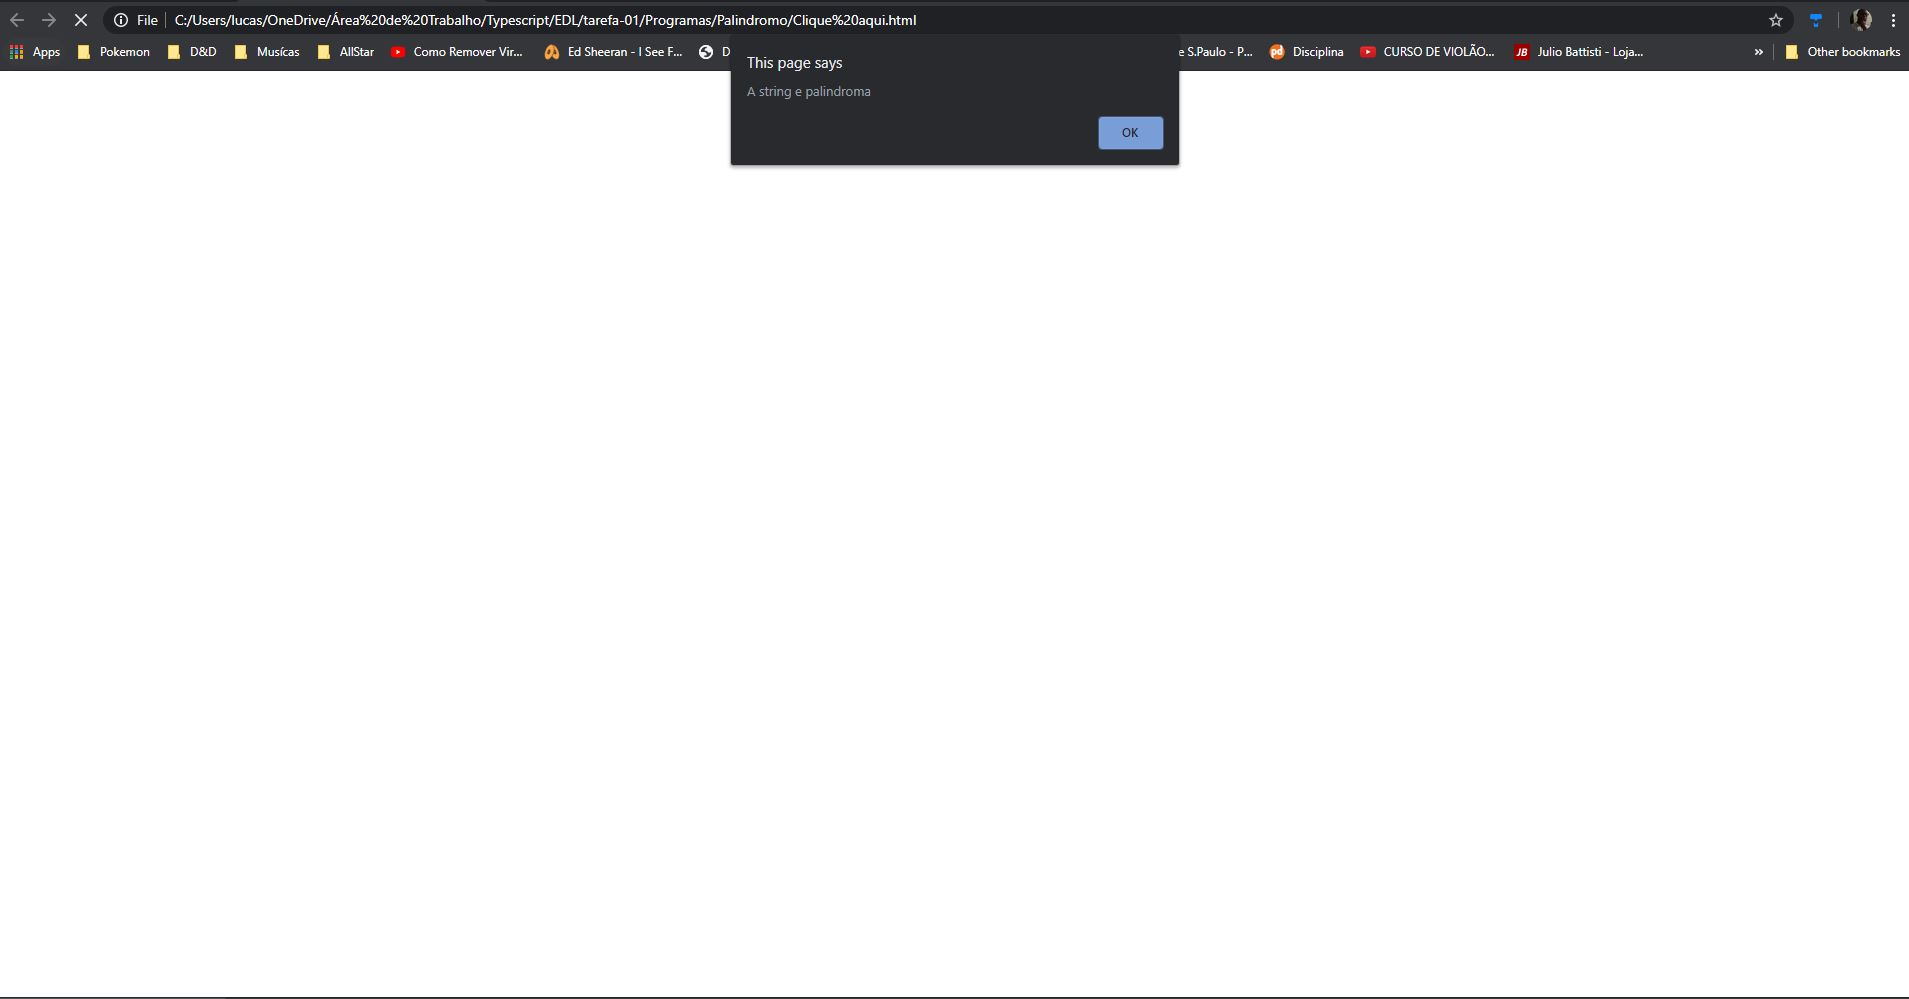 File C:/Users/lucas/OneDrive/Área%20de%20Trabalho/Typescript/EDL/tarefa-01/Programas/Palindromo/Clique%20aqui.html
Apps Pokemon D&D Musícas AllStar Como Remover Vir... Ed Sheeran - I See F... D e S.Paulo - P... Disciplina CURSO DE VIOLÃO... JB Julio Battisti - Loja... » Other bookmarks
This page says
A string e palindroma
OK